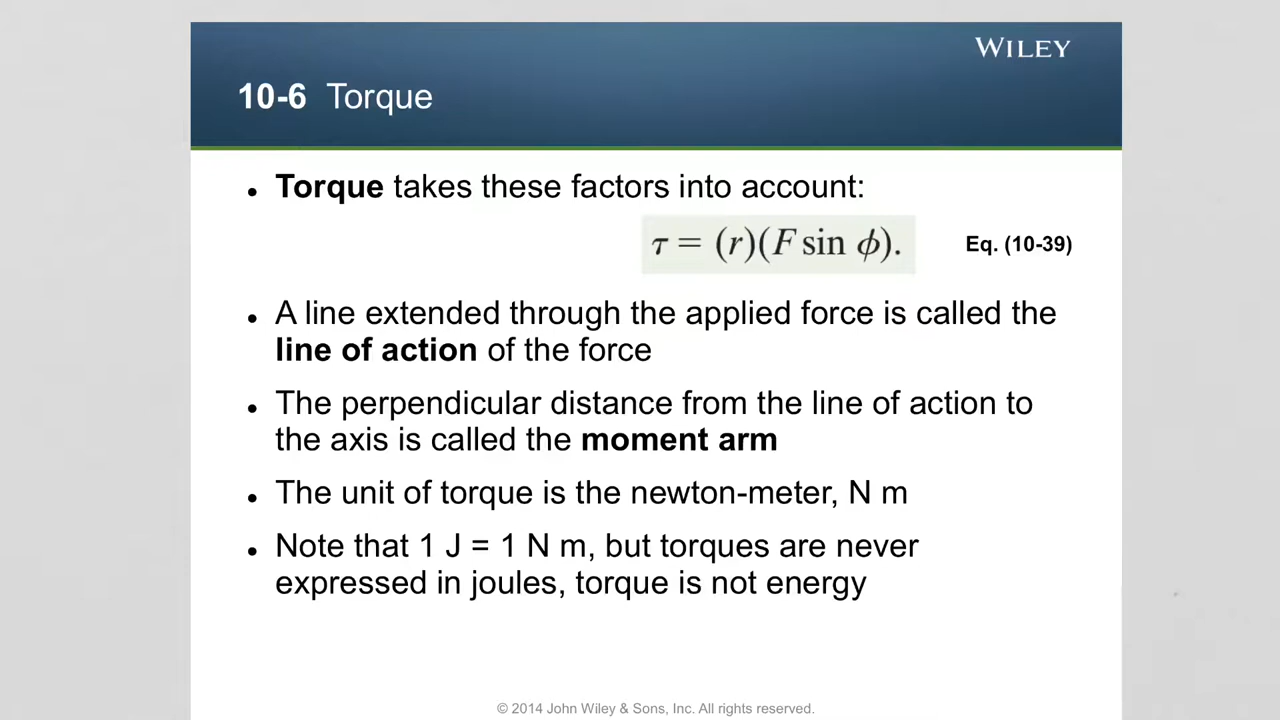 WILEY
10-6 Torque
• Torque takes these factors into account:
τ = (r)(F sin ϕ). Eq. (10-39)
• A line extended through the applied force is called the
line of action of the force
• The perpendicular distance from the line of action to
the axis is called the moment arm
• The unit of torque is the newton-meter, N m
• Note that 1 J = 1 N m, but torques are never
expressed in joules, torque is not energy
© 2014 John Wiley & Sons, Inc. All rights reserved.